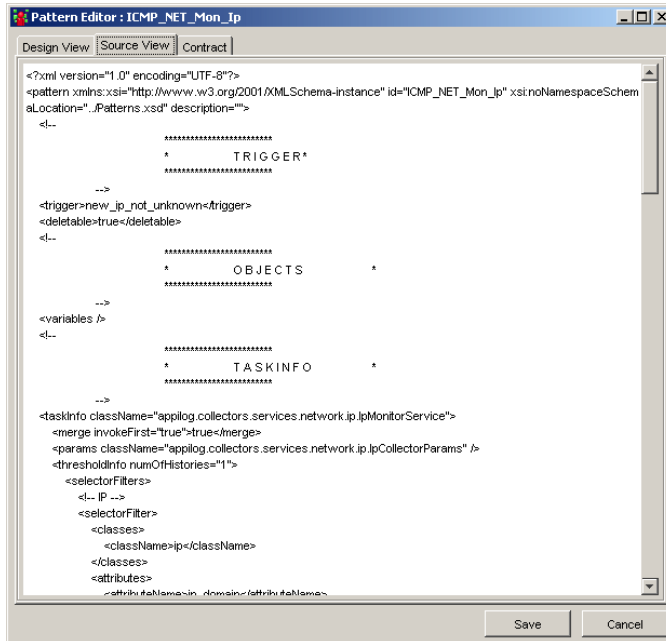 Pattern Editor : ICMP_NET_Mon_Ip
Design View Source View Contract
<?xml version="1.0" encoding="UTF-8"?>
<pattern xmlns:xsi="http://www.w3.org/2001/XMLSchema-instance" id="ICMP_NET_Mon_Ip" xsi:noNamespaceSchem
aLocation="../Patterns.xsd" description="">
<!--
*************************
* T R I G G E R*
*************************
-->
<trigger>new_ip_not_unknown</trigger>
<deletable>true</deletable>
<!--
*************************
* O B J E C T S *
*************************
-->
<variables />
<!--
*************************
* T A S K I N F O *
*************************
-->
<taskInfo className="appilog.collectors.services.network.ip.IpMonitorService">
<merge invokeFirst="true">true</merge>
<params className="appilog.collectors.services.network.ip.IpCollectorParams" />
<thresholdInfo numOfHistories="1">
<selectorFilters>
<!-- IP -->
<selectorFilter>
<classes>
<className>ip</className>
</classes>
<attributes>
<attributeName>ip_domain</attributeName>
Save Cancel